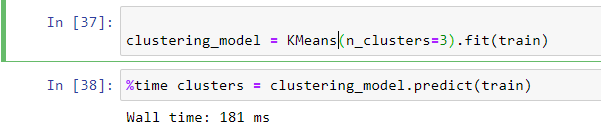 In [37]:
clustering_model = KMeans(n_clusters=3).fit(train)
In [38]: %time clusters = clustering_model.predict(train)
Wall time: 181 ms